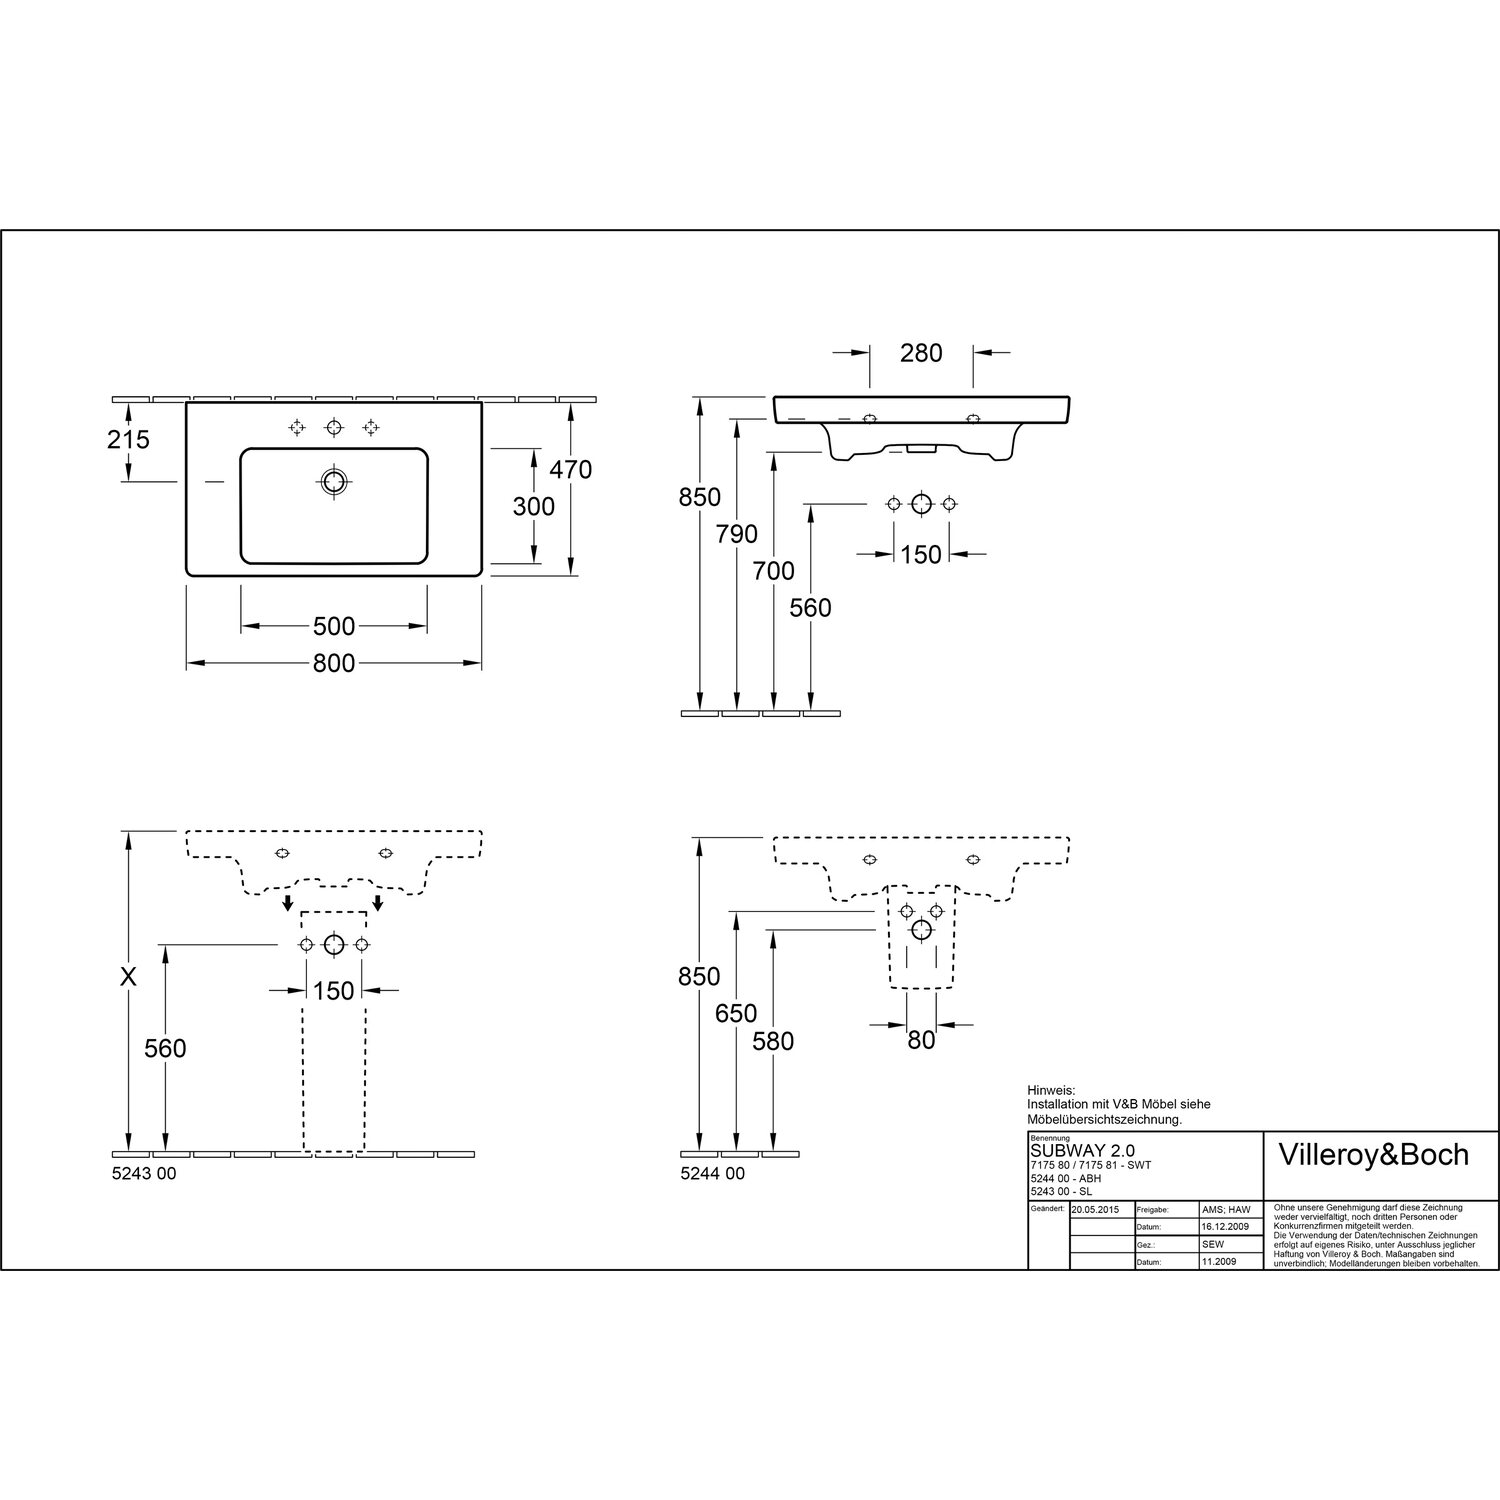 280
215
470
300
500
800
850
790
700
560
150
X
150
560
5243 00
850
650
580
80
5244 00
Hinweis:
Installation mit V&B Möbel siehe
Möbelübersichtszeichnung.
Benennung
SUBWAY 2.0
7175 80 / 7175 81 - SWT
5244 00 - ABH
5243 00 - SL
Villeroy&Boch
Geändert: 20.05.2015 Freigabe: AMS; HAW
Datum: 16.12.2009
Gez.: SEW
Datum: 11.2009
Ohne unsere Genehmigung darf diese Zeichnung
weder vervielfältigt, noch dritten Personen oder
Konkurrenzfirmen mitgeteilt werden.
Die Verwendung der Daten/technischen Zeichnungen
erfolgt auf eigenes Risiko, unter Ausschluss jeglicher
Haftung von Villeroy & Boch. Maßangaben sind
unverbindlich; Modelländerungen bleiben vorbehalten.